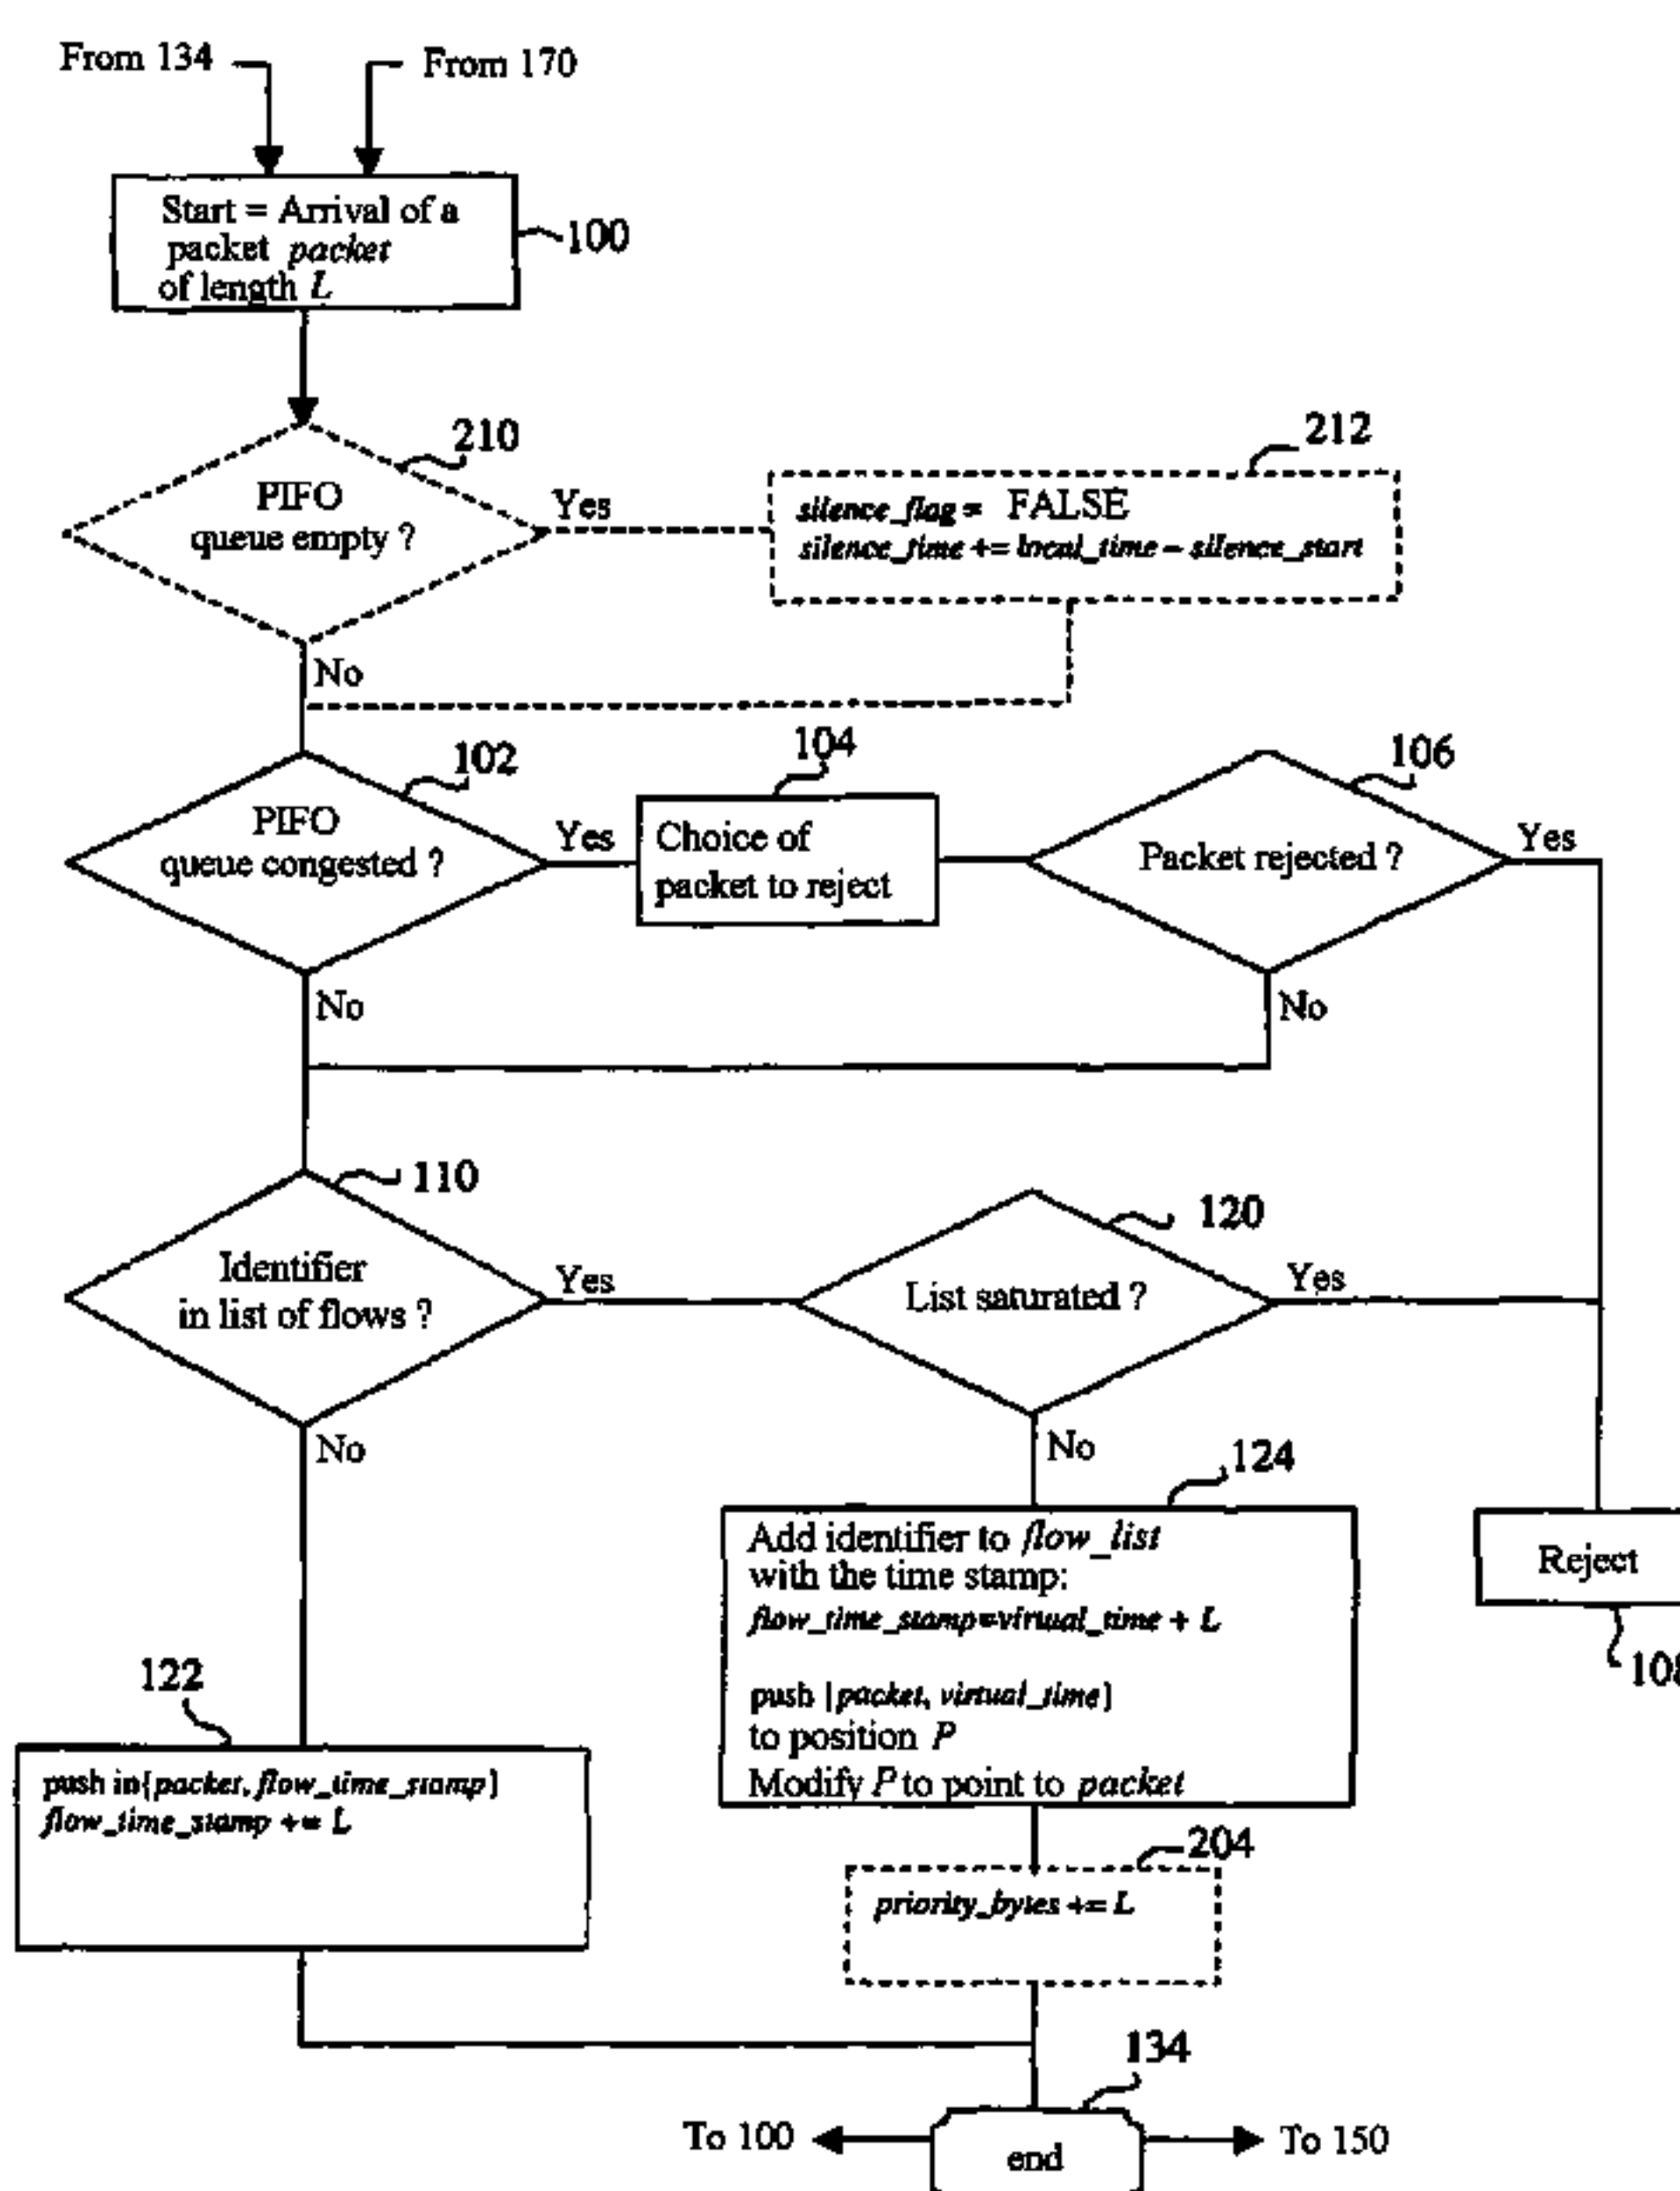 From 134
From 170
Start = Arrival of a
packet packet
of length L
100
210
PIFO
queue empty ?
Yes
212
silence_flag = FALSE
silence_time += local_time – silence_start
No
102
PIFO
queue congested ?
Yes
104
Choice of
packet to reject
106
Packet rejected ?
Yes
No
No
110
Identifier
in list of flows ?
Yes
120
List saturated ?
Yes
No
No
124
Add identifier to flow_list
with the time stamp:
flow_time_stamp=virtual_time + L
push {packet, virtual_time}
to position P
Modify P to point to packet
Reject
108
122
push in{packet, flow_time_stamp}
flow_time_stamp += L
204
priority_bytes += L
134
To 100
end
To 150